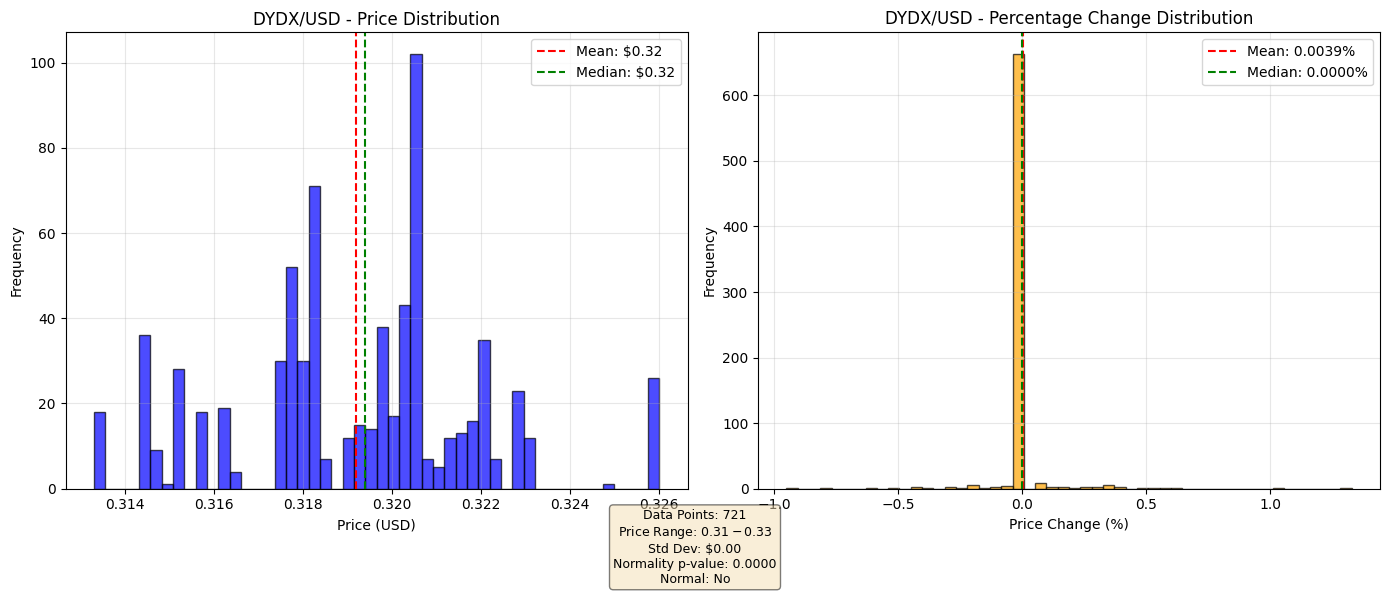 DYDX/USD - Price Distribution
Mean: $0.32
Median: $0.32
100
80
60
40
20
0
Frequency
0.314
0.316
0.318
0.320
0.322
0.324
0.326
Price (USD)
DYDX/USD - Percentage Change Distribution
Mean: 0.0039%
Median: 0.0000%
600
500
400
300
200
100
0
Frequency
−1.0
−0.5
0.0
0.5
1.0
Price Change (%)
Data Points: 721
Price Range: 0.31 − 0.33
Std Dev: $0.00
Normality p-value: 0.0000
Normal: No